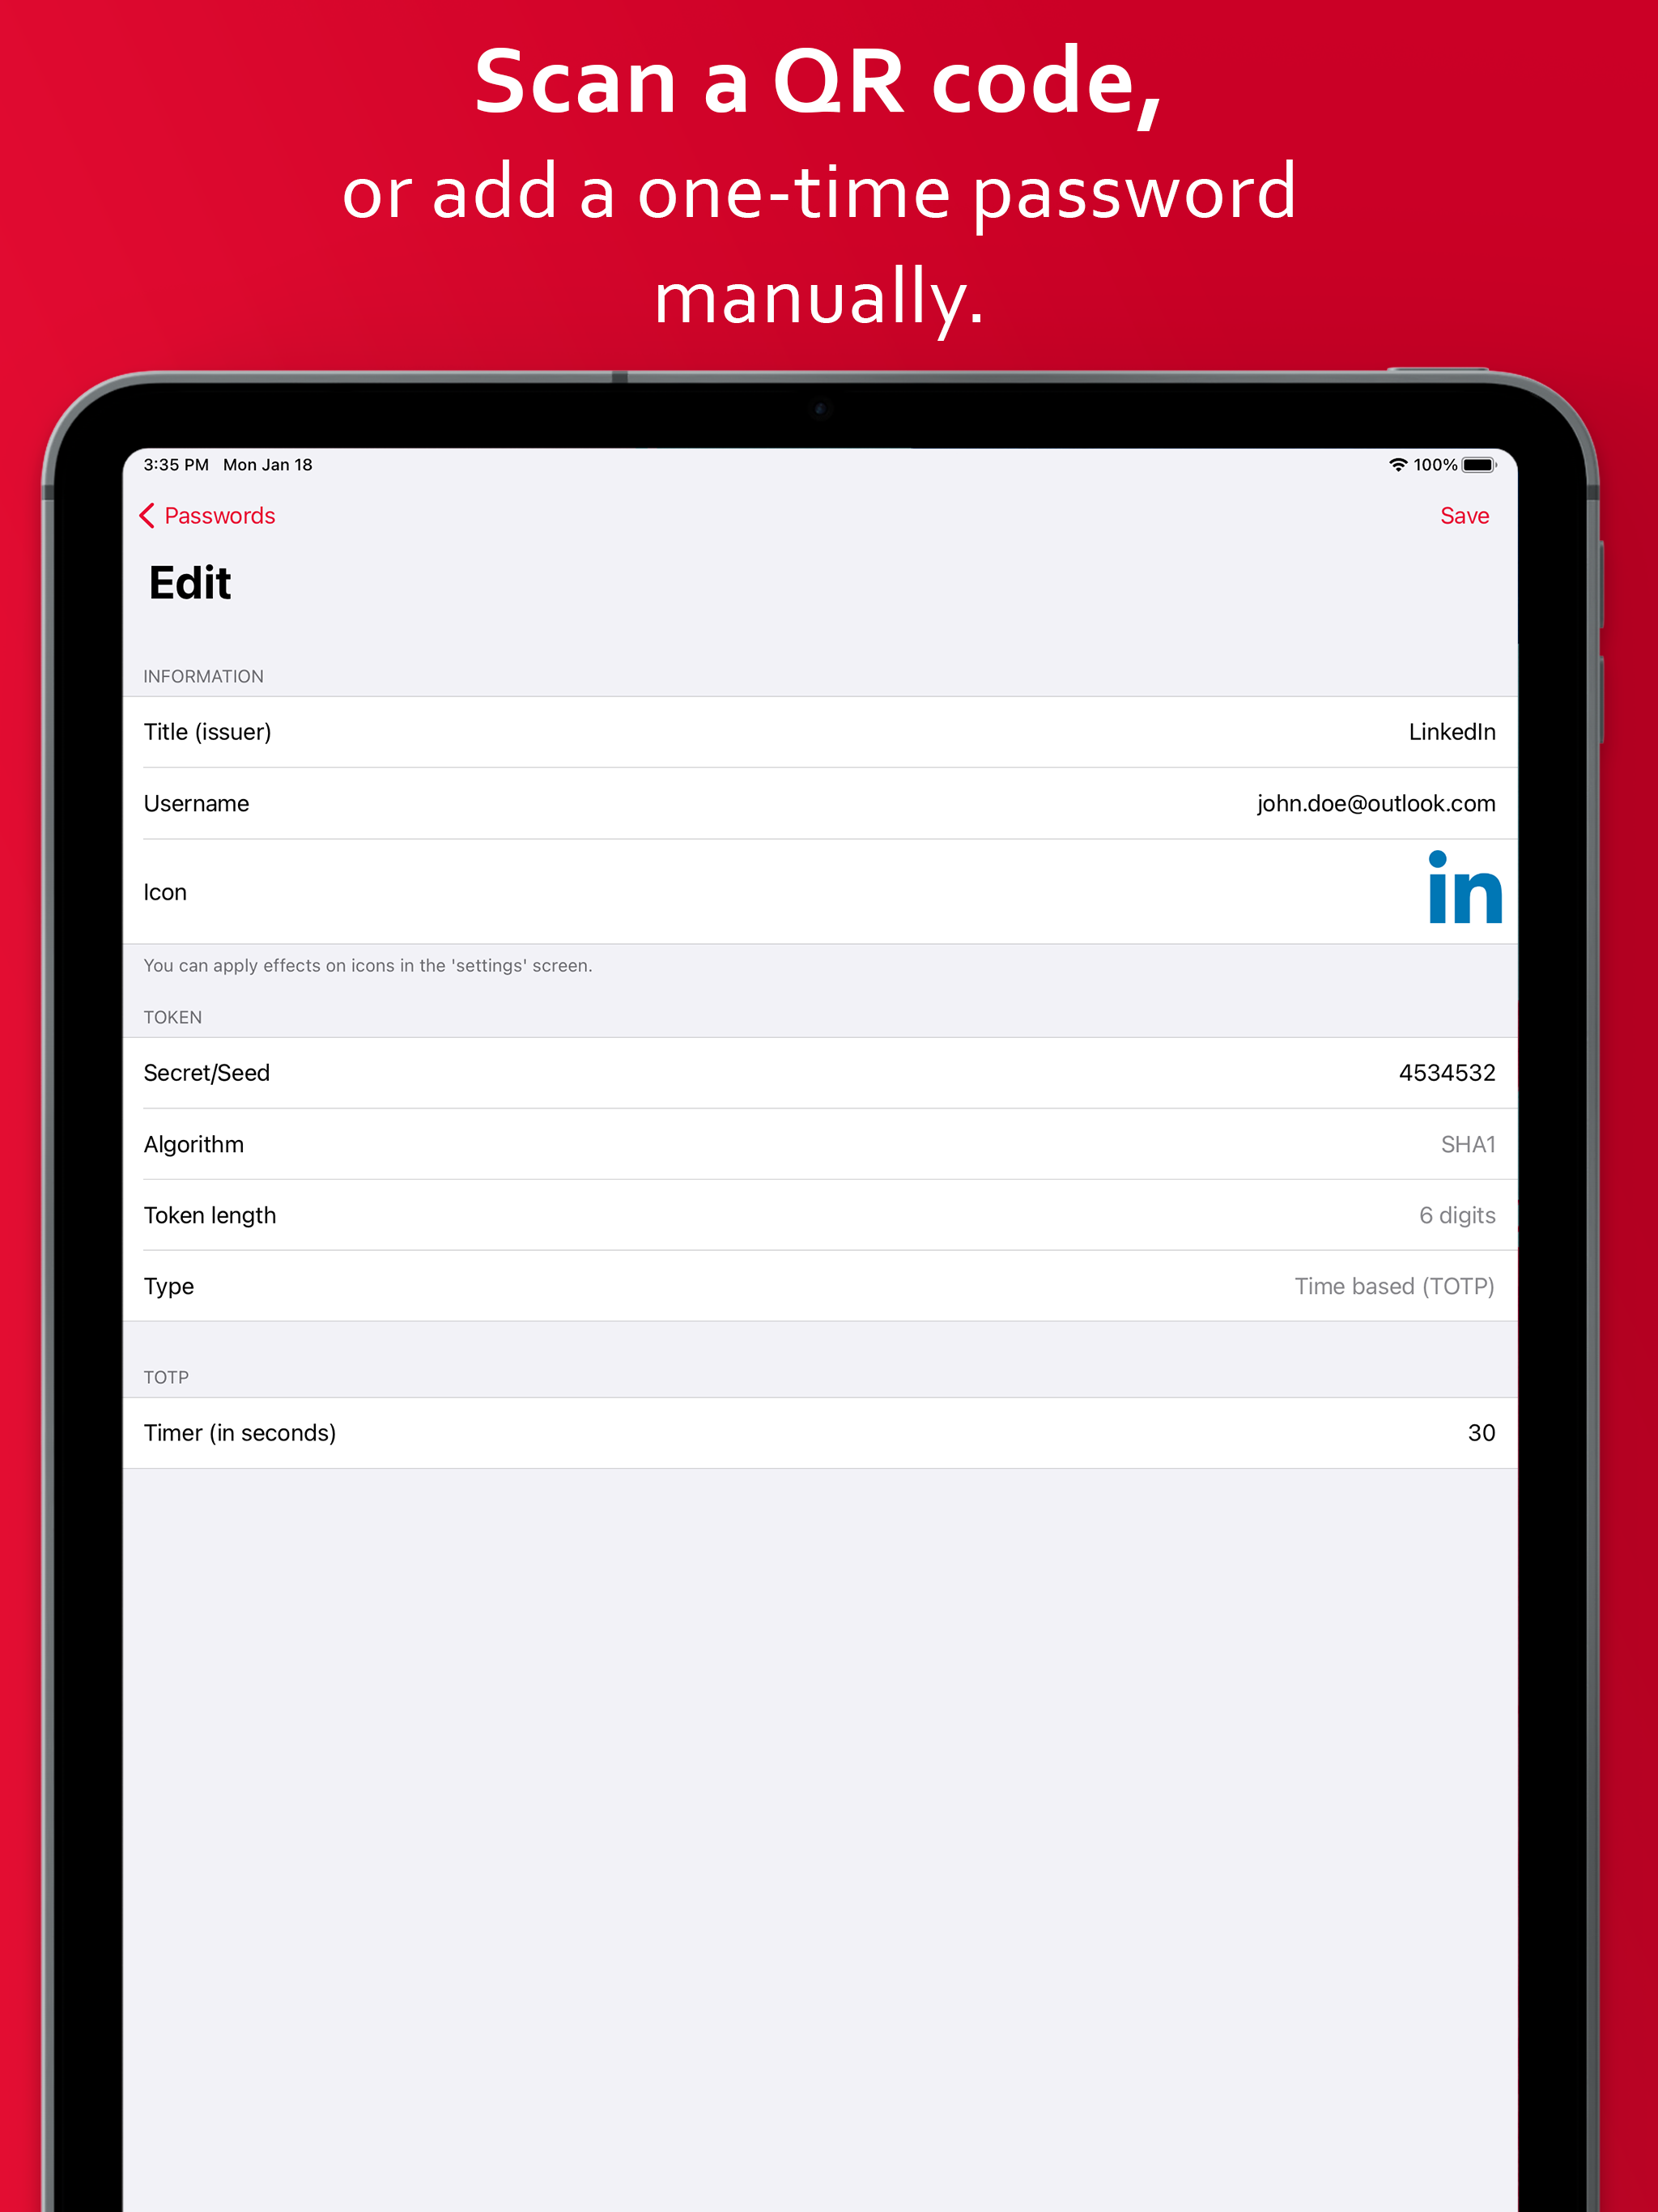 Scan a QR code,
or add a one-time password
manually.
3:35 PM Mon Jan 18 100%
Passwords Save
Edit
INFORMATION
Title (issuer) LinkedIn
Username john.doe@outlook.com
Icon in
You can apply effects on icons in the 'settings' screen.
TOKEN
Secret/Seed 4534532
Algorithm SHA1
Token length 6 digits
Type Time based (TOTP)
TOTP
Timer (in seconds) 30